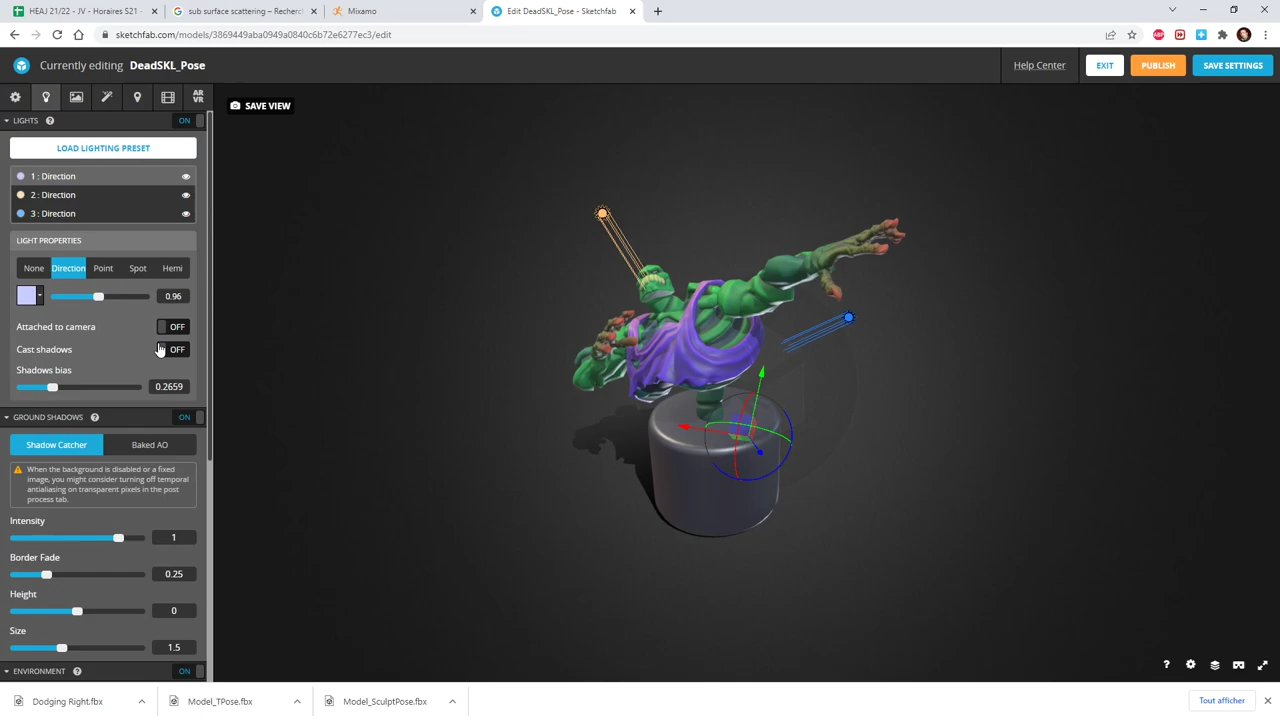 HEAJ 21/22 - JV - Horaires S21 -
sub surface scattering – Recherc
Mixamo
Edit DeadSKL_Pose - Sketchfab
sketchfab.com/models/3869449aba0949a0840c6b72e6277ec3/edit
ABP
Currently editing DeadSKL_Pose
Help Center
EXIT
PUBLISH
SAVE SETTINGS
AR
VR
SAVE VIEW
LIGHTS ?
ON
LOAD LIGHTING PRESET
1 : Direction
2 : Direction
3 : Direction
LIGHT PROPERTIES
None Direction Point Spot Hemi
0.96
Attached to camera OFF
Cast shadows OFF
Shadows bias
0.2659
GROUND SHADOWS ? ON
Shadow Catcher Baked AO
When the background is disabled or a fixed
image, you might consider turning off temporal
antialiasing on transparent pixels in the post
process tab.
Intensity
1
Border Fade
0.25
Height
0
Size
1.5
ENVIRONMENT ? ON
?
Dodging Right.fbx
Model_TPose.fbx
Model_SculptPose.fbx
Tout afficher